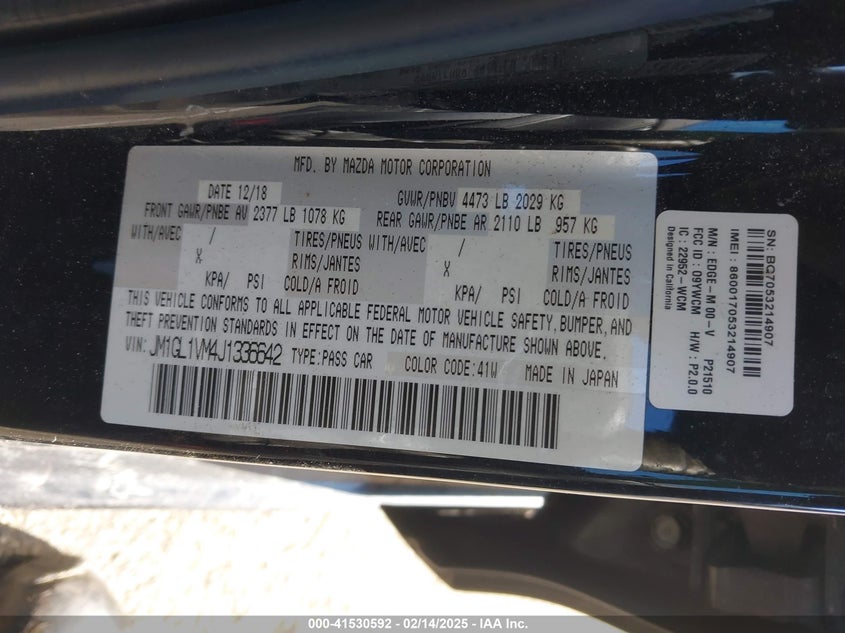 MFD. BY MAZDA MOTOR CORPORATION
DATE 12/18
GVWR/PNBV 4473 LB 2029 KG
FRONT GAWR/PNBE AV 2377 LB 1078 KG
REAR GAWR/PNBE AR 2110 LB 957 KG
WITH/AVEC / TIRES/PNEUS WITH/AVEC / TIRES/PNEUS
X RIMS/JANTES X RIMS/JANTES
KPA/ PSI COLD/A FROID KPA/ PSI COLD/A FROID
THIS VEHICLE CONFORMS TO ALL APPLICABLE FEDERAL MOTOR VEHICLE SAFETY, BUMPER, AND
THEFT PREVENTION STANDARDS IN EFFECT ON THE DATE OF MANUFACTURE SHOWN ABOVE.
VIN: JM1GL1VM4J1336642 TYPE:PASS CAR COLOR CODE:41W MADE IN JAPAN
SN: BQ7053214907
IMEI: 860017053214907
M/N: EDGE-M 00-V P21510
FCC ID: O9YWCM H/W: P2.0.0
IC: 22952-WCM
Designed in Canada
000-41530592 - 02/14/2025 - IAA Inc.